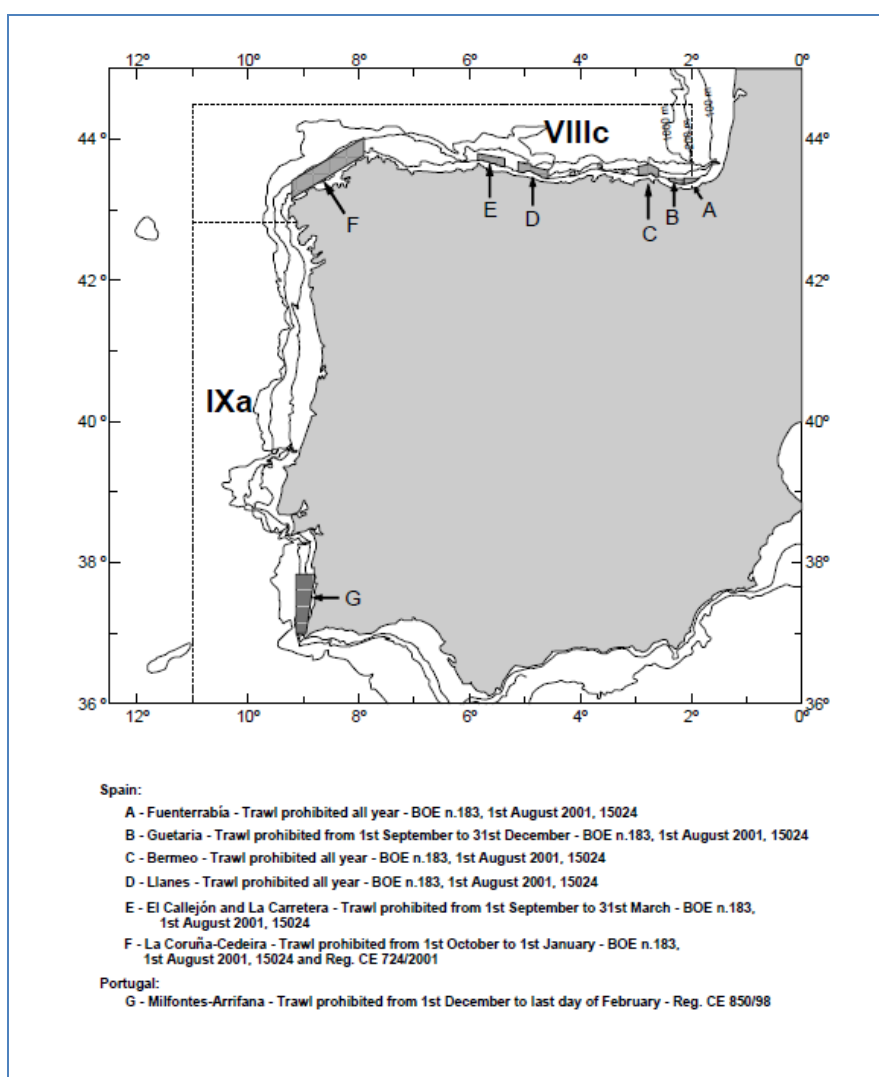 12º 10º 8º 6º 4º 2º 0º
1000 m
200 m
100 m
44º VIIIc 44º
E D C B A
F
42º 42º
IXa
40º 40º
38º 38º
G
36º 36º
12º 10º 8º 6º 4º 2º 0º
Spain:
A - Fuenterrabía - Trawl prohibited all year - BOE n.183, 1st August 2001, 15024
B - Guetaria - Trawl prohibited from 1st September to 31st December - BOE n.183, 1st August 2001, 15024
C - Bermeo - Trawl prohibited all year - BOE n.183, 1st August 2001, 15024
D - Llanes - Trawl prohibited all year - BOE n.183, 1st August 2001, 15024
E - El Callejón and La Carretera - Trawl prohibited from 1st September to 31st March - BOE n.183,
1st August 2001, 15024
F - La Coruña-Cedeira - Trawl prohibited from 1st October to 1st January - BOE n.183,
1st August 2001, 15024 and Reg. CE 724/2001
Portugal:
G - Milfontes-Arrifana - Trawl prohibited from 1st December to last day of February - Reg. CE 850/98